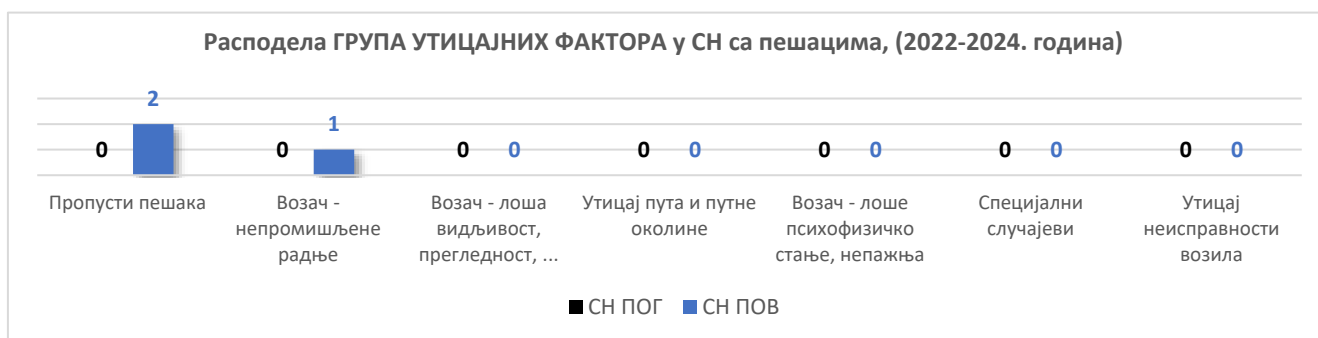 Расподела ГРУПА УТИЦАЈНИХ ФАКТОРА у СН са пешацима, (2022-2024. година)
0 2 0 1 0 0 0 0 0 0 0 0 0 0
Пропусти пешака
Возач -
непромишљене
радње
Возач - лоша
видљивост,
прегледност, ...
Утицај пута и путне
околине
Возач - лоше
психофизичко
стање, непажња
Специјални
случајеви
Утицај
неисправности
возила
СН ПОГ СН ПОВ